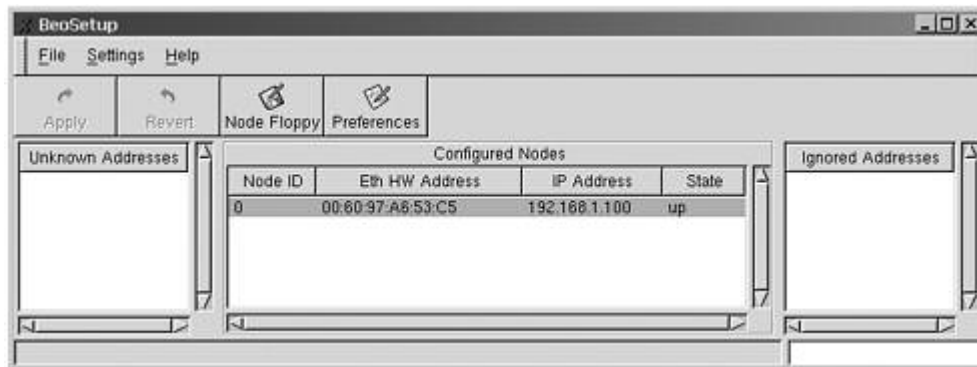 BeoSetup
File Settings Help
Apply Revert Node Floppy Preferences
Unknown Addresses
Configured Nodes
Node ID Eth HW Address IP Address State
0 00:60:97:A6:53:C5 192.168.1.100 up
Ignored Addresses